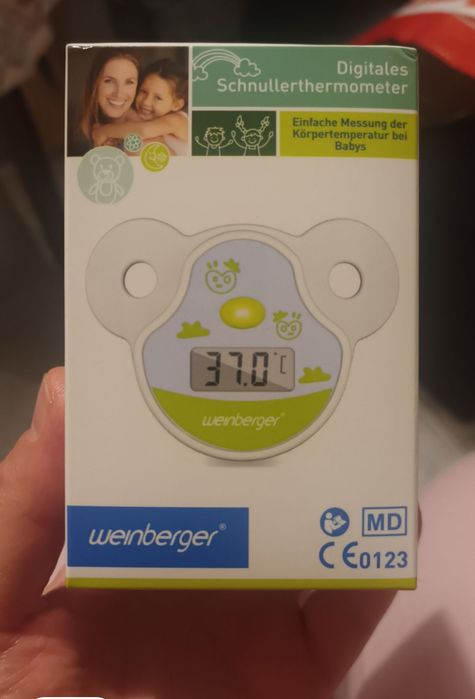 Digitales
Schnullerthermometer
Einfache Messung der
Körpertemperatur bei
Babys
37.0 °C
weinberger®
weinberger®
MD
CE0123